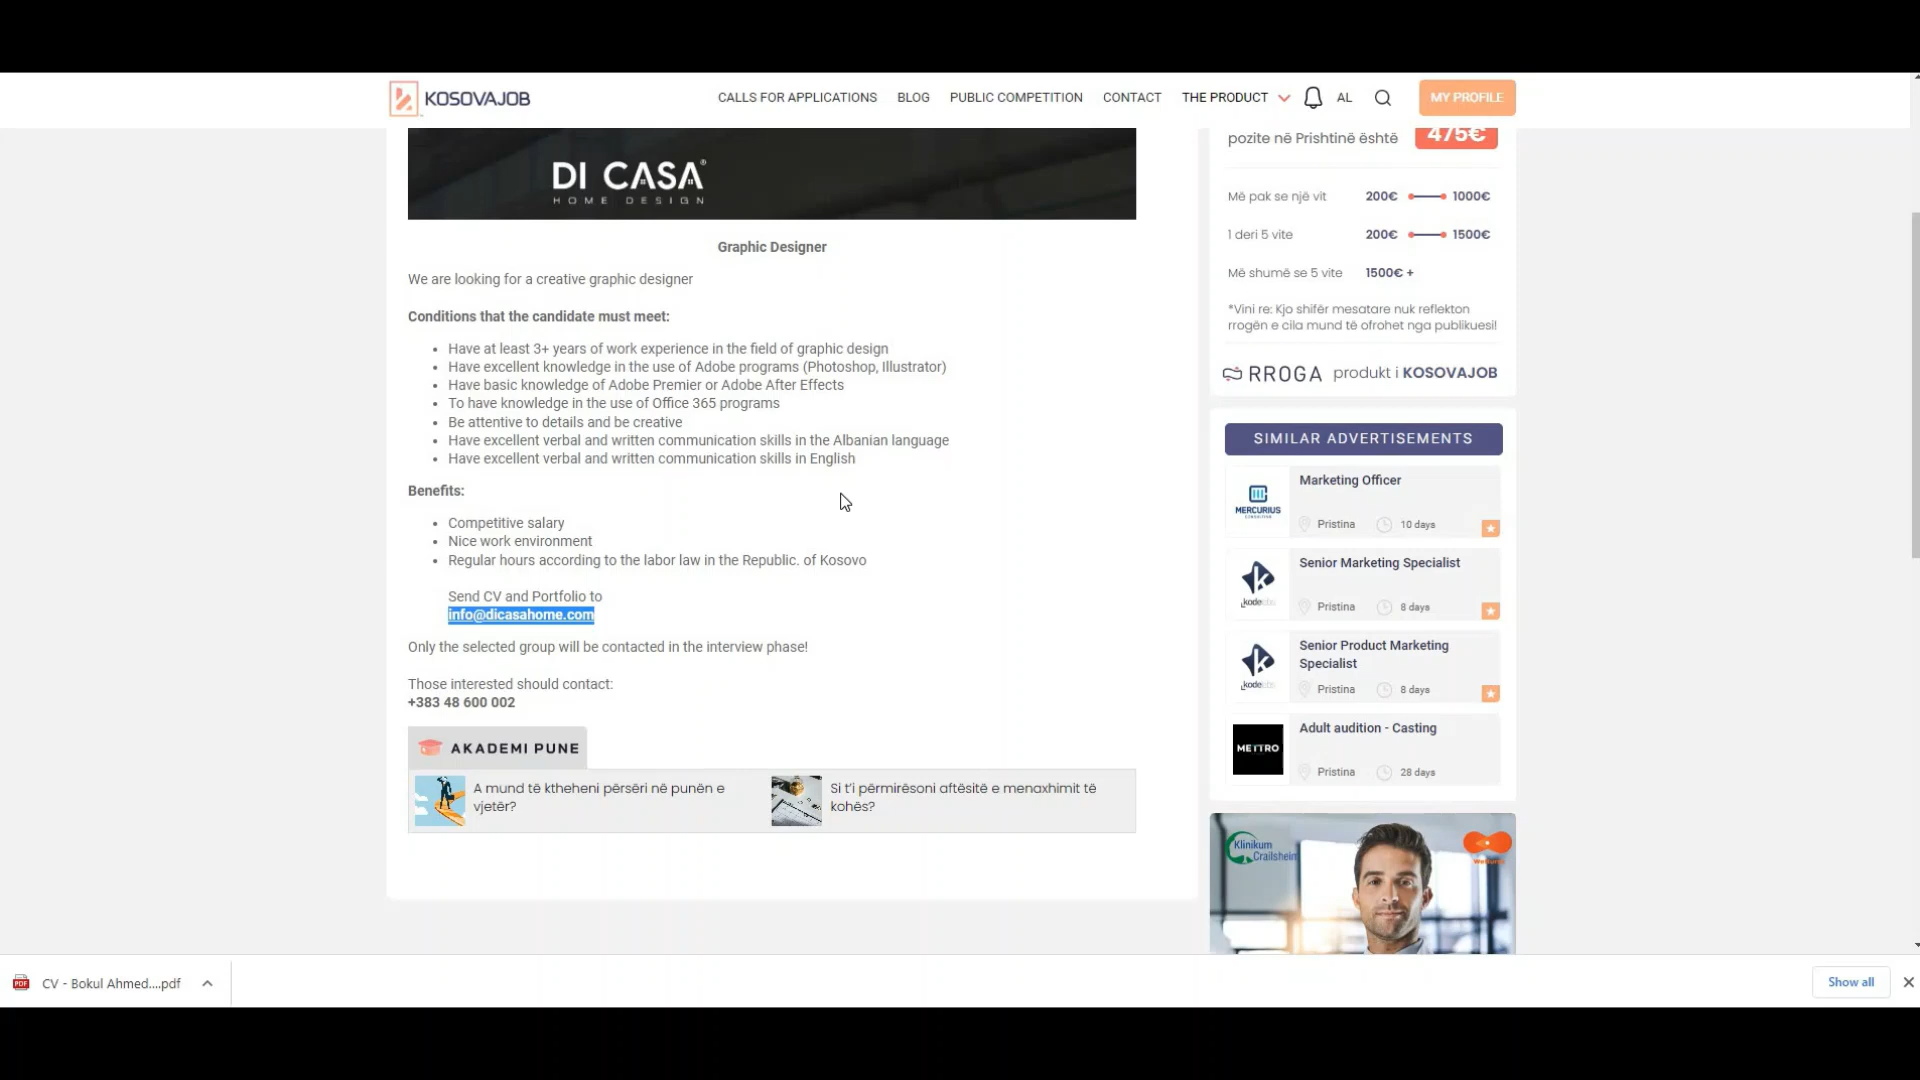 KOSOVAJOB
CALLS FOR APPLICATIONS
BLOG
PUBLIC COMPETITION
CONTACT
THE PRODUCT
AL
MY PROFILE
DI CASA®
HOME DESIGN
Graphic Designer
We are looking for a creative graphic designer
Conditions that the candidate must meet:
• Have at least 3+ years of work experience in the field of graphic design
• Have excellent knowledge in the use of Adobe programs (Photoshop, Illustrator)
• Have basic knowledge of Adobe Premier or Adobe After Effects
• To have knowledge in the use of Office 365 programs
• Be attentive to details and be creative
• Have excellent verbal and written communication skills in the Albanian language
• Have excellent verbal and written communication skills in English
Benefits:
• Competitive salary
• Nice work environment
• Regular hours according to the labor law in the Republic. of Kosovo
Send CV and Portfolio to
info@dicasahome.com
Only the selected group will be contacted in the interview phase!
Those interested should contact:
+383 48 600 002
AKADEMI PUNE
A mund të ktheheni përsëri në punën e
vjetër?
Si t'i përmirësoni aftësitë e menaxhimit të
kohës?
pozite në Prishtinë është 475€
Më pak se një vit 200€ 1000€
1 deri 5 vite 200€ 1500€
Më shumë se 5 vite 1500€ +
*Vini re: Kjo shifër mesatare nuk reflekton
rrogën e cila mund të ofrohet nga publikuesi!
RROGA produkt i KOSOVAJOB
SIMILAR ADVERTISEMENTS
MERCURIUS
Marketing Officer
Pristina 10 days
kodelabs
Senior Marketing Specialist
Pristina 8 days
kodelabs
Senior Product Marketing
Specialist
Pristina 8 days
METTRO
Adult audition - Casting
Pristina 28 days
Klinikum
Crailsheim
PDF
CV - Bokul Ahmed....pdf
Show all